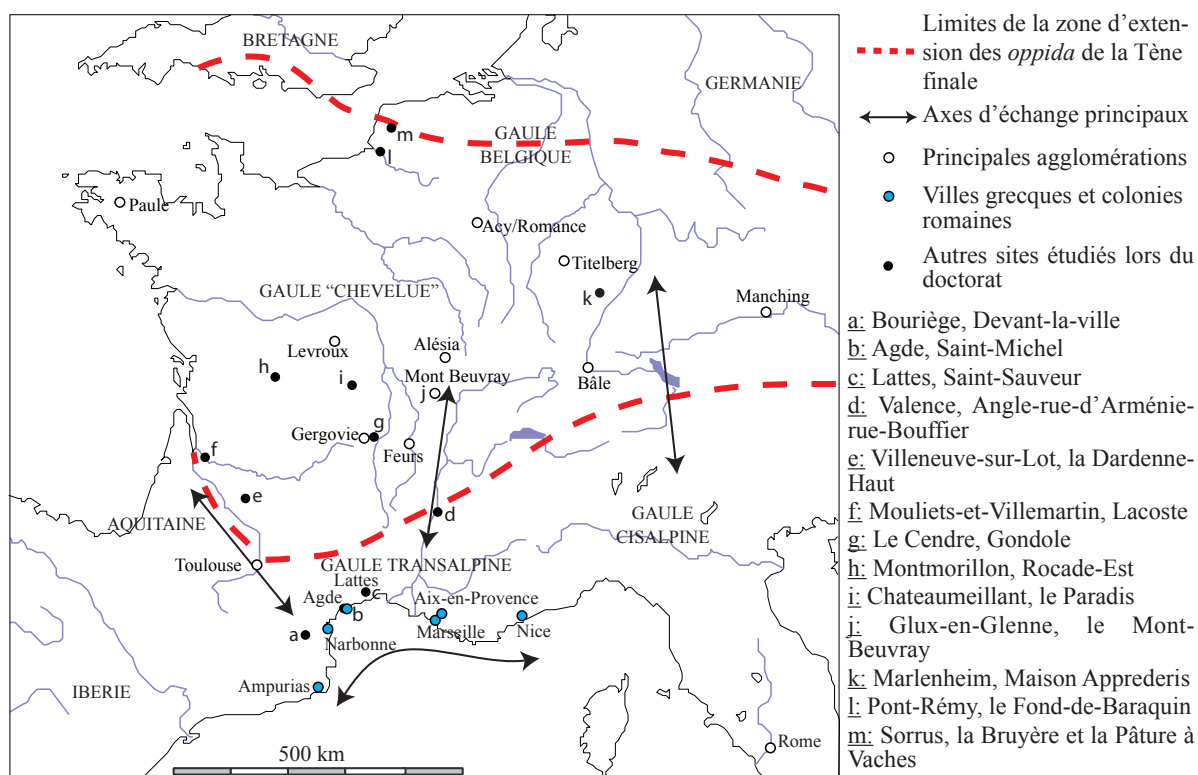 BRETAGNE
GERMANIE
m
GAULE
BELGIQUE
l
Paule
Acy/Romance
Titelberg
k
GAULE “CHEVELUE”
Manching
Levroux
Alésia
h
i
Mont Beuvray
j
Bâle
Gergovie
g
Feurs
f
e
d
AQUITAINE
GAULE
CISALPINE
Toulouse
GAULE TRANSALPINE
Lattes
c
Agde
b
Aix-en-Provence
a
Narbonne
Marseille
Nice
Ampurias
IBERIE
Rome
500 km
Limites de la zone d’exten-
sion des oppida de la Tène
finale
Axes d’échange principaux
Principales agglomérations
Villes grecques et colonies
romaines
Autres sites étudiés lors du
doctorat
a: Bouriège, Devant-la-ville
b: Agde, Saint-Michel
c: Lattes, Saint-Sauveur
d: Valence, Angle-rue-d’Arménie-
rue-Bouffier
e: Villeneuve-sur-Lot, la Dardenne-
Haut
f: Mouliets-et-Villemartin, Lacoste
g: Le Cendre, Gondole
h: Montmorillon, Rocade-Est
i: Chateaumeillant, le Paradis
j: Glux-en-Glenne, le Mont-
Beuvray
k: Marlenheim, Maison Apprederis
l: Pont-Rémy, le Fond-de-Baraquin
m: Sorrus, la Bruyère et la Pâture à
Vaches